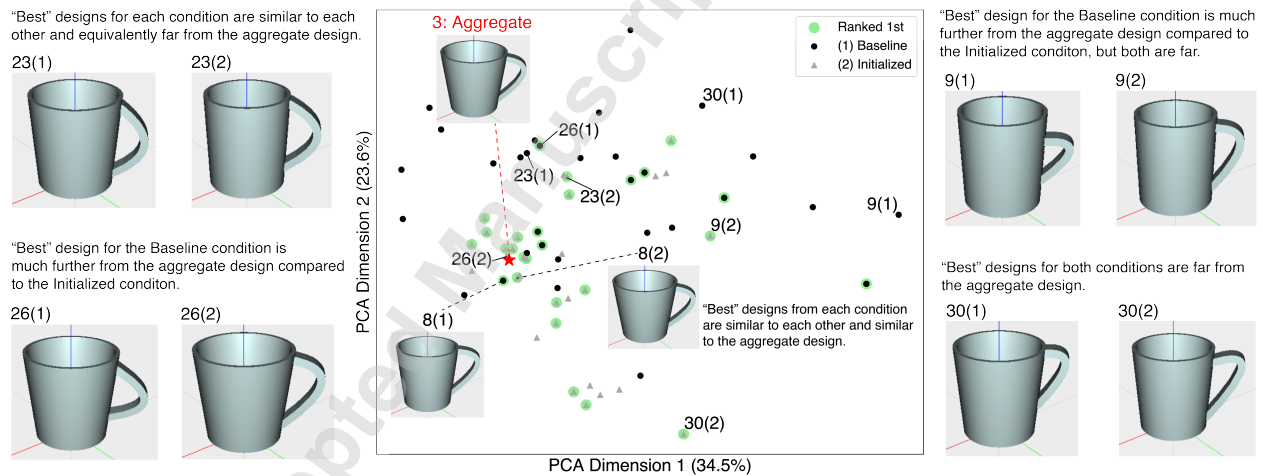 “Best” designs for each condition are similar to each
other and equivalently far from the aggregate design.
23(1)
23(2)
“Best” design for the Baseline condition is
much further from the aggregate design compared
to the Initialized conditon.
26(1)
26(2)
3: Aggregate
Ranked 1st
(1) Baseline
(2) Initialized
30(1)
26(1)
23(1)
23(2)
9(1)
9(2)
26(2)
8(2)
8(1)
“Best” designs from each condition
are similar to each other and similar
to the aggregate design.
30(2)
PCA Dimension 2 (23.6%)
PCA Dimension 1 (34.5%)
“Best” design for the Baseline condition is much
further from the aggregate design compared to
the Initialized conditon, but both are far.
9(1)
9(2)
“Best” designs for both conditions are far from
the aggregate design.
30(1)
30(2)